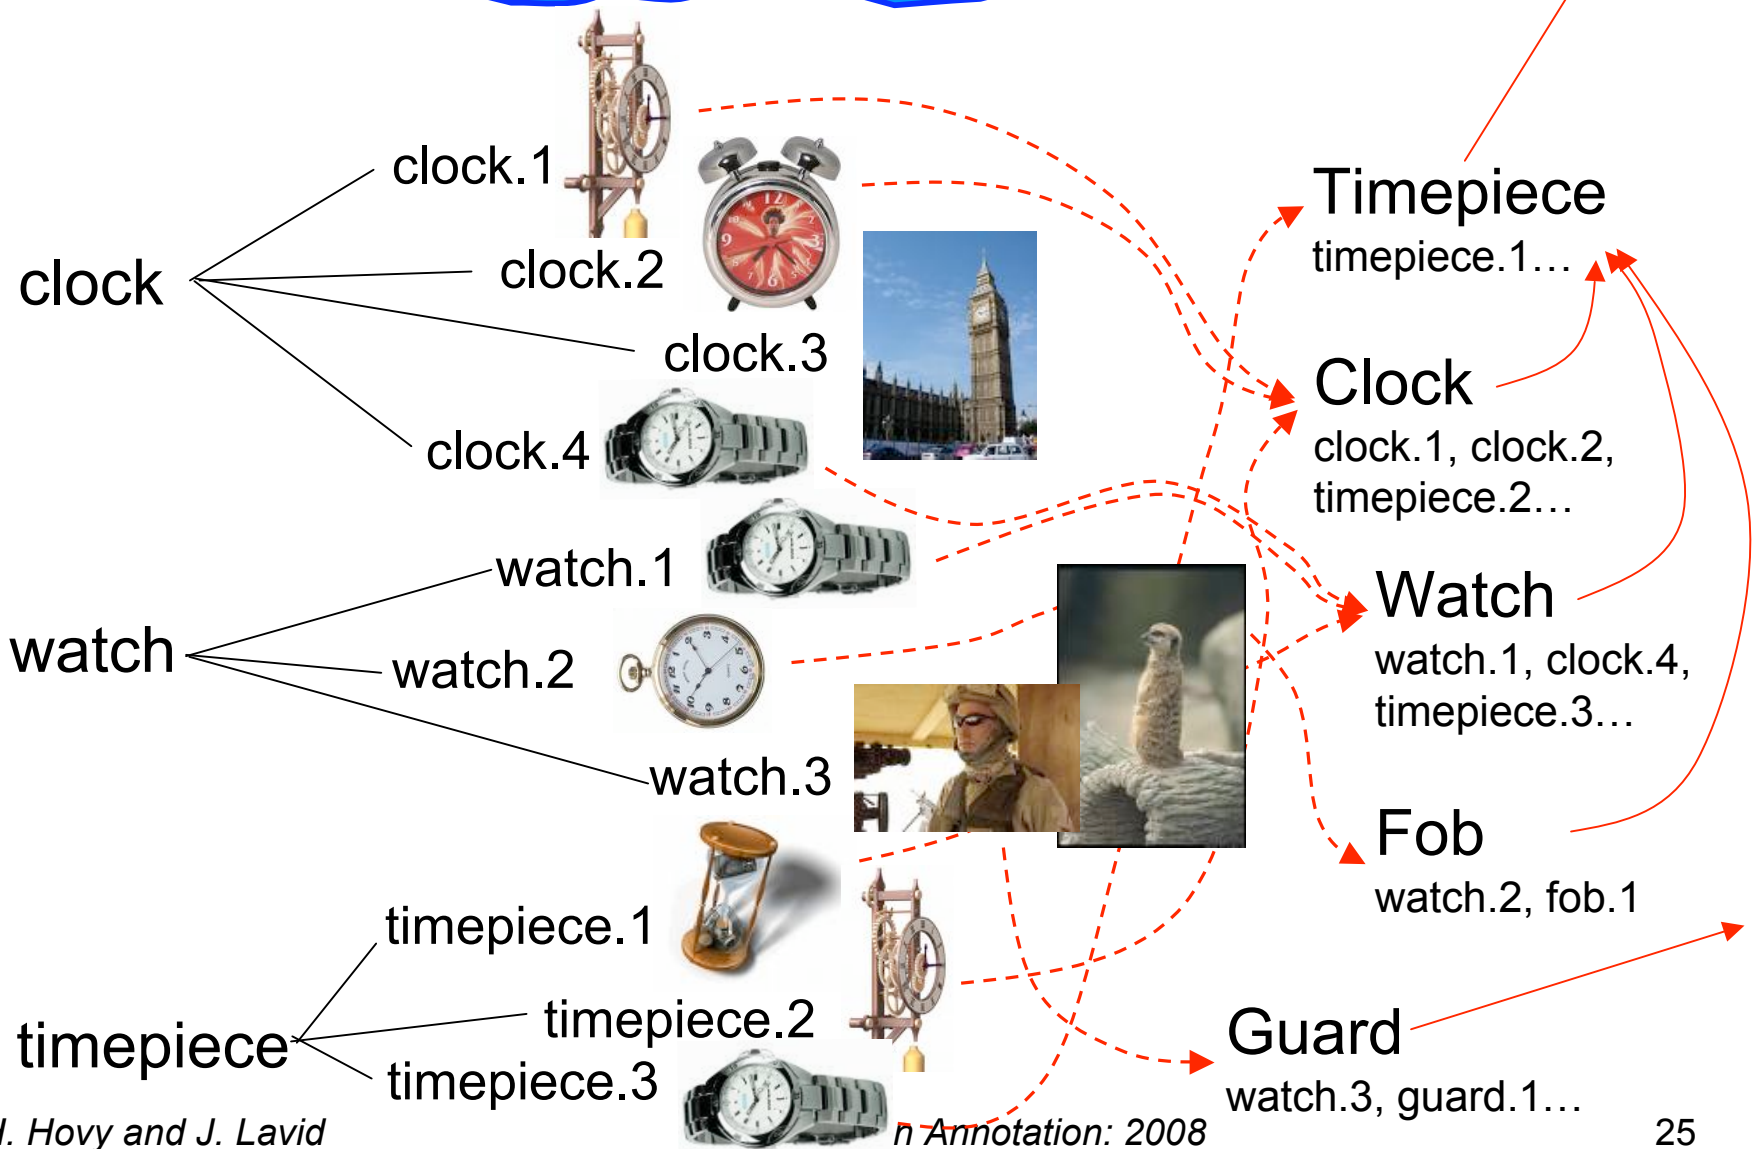 clock
clock.1
clock.2
clock.3
clock.4
watch
watch.1
watch.2
watch.3
timepiece
timepiece.1
timepiece.2
timepiece.3
Timepiece
timepiece.1…
Clock
clock.1, clock.2,
timepiece.2…
Watch
watch.1, clock.4,
timepiece.3…
Fob
watch.2, fob.1
Guard
watch.3, guard.1…
Hovy and J. Lavid
n Annotation: 2008
25